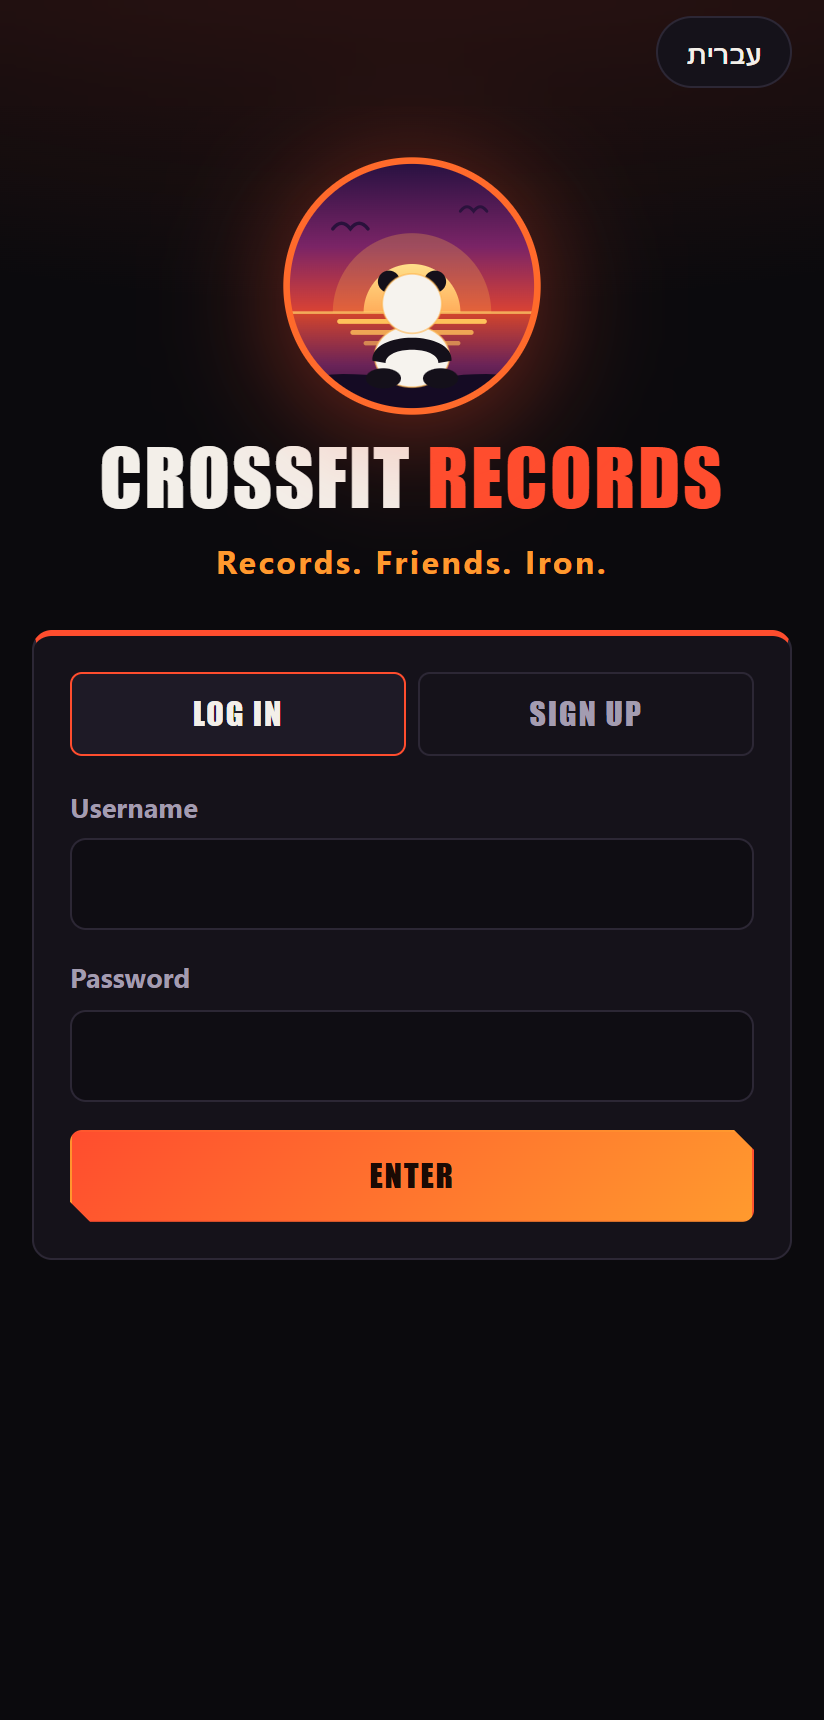 עברית
CROSSFIT RECORDS
Records. Friends. Iron.
LOG IN
SIGN UP
Username
Password
ENTER